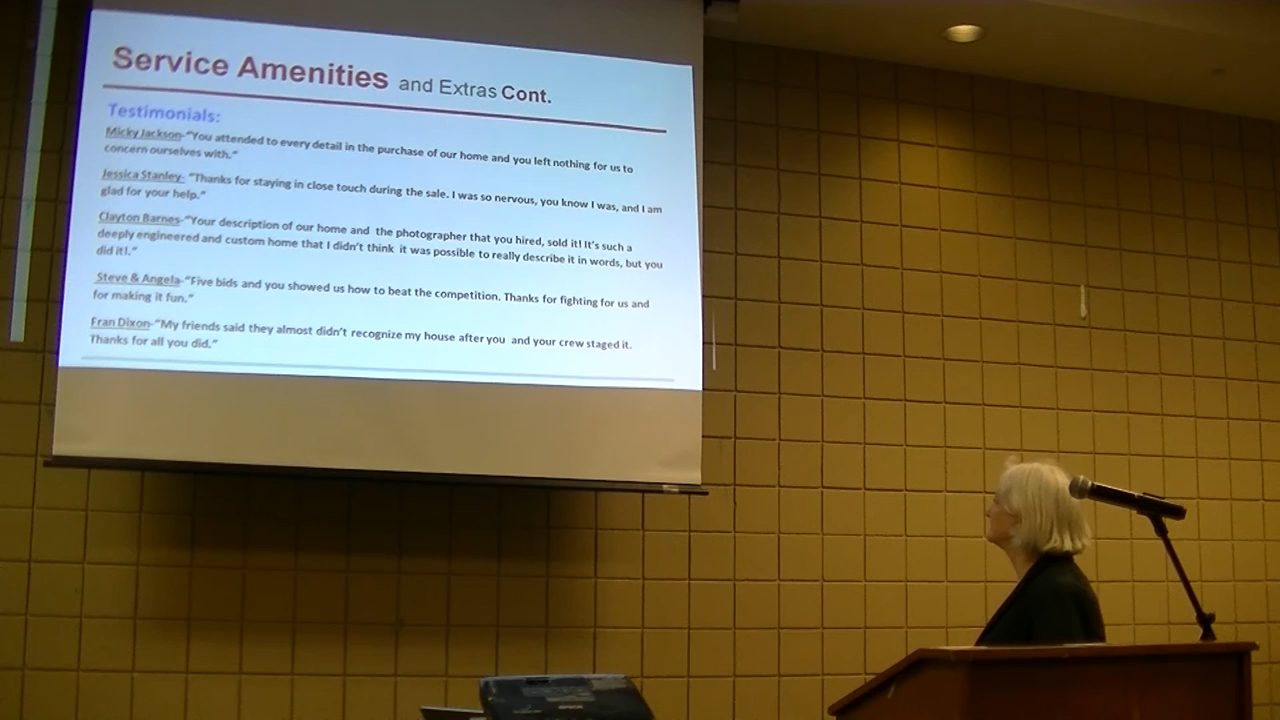 Service Amenities and Extras Cont.
Testimonials:
Micky Jackson-"You attended to every detail in the purchase of our home and you left nothing for us to
concern ourselves with."
Jessica Stanley- "Thanks for staying in close touch during the sale. I was so nervous, you know I was, and I am
glad for your help."
Clayton Barnes-"Your description of our home and the photographer that you hired, sold it! It's such a
deeply engineered and custom home that I didn't think it was possible to really describe it in words, but you
did it!."
Steve & Angela-"Five bids and you showed us how to beat the competition. Thanks for fighting for us and
for making it fun."
Fran Dixon-"My friends said they almost didn't recognize my house after you and your crew staged it.
Thanks for all you did."
EPSON